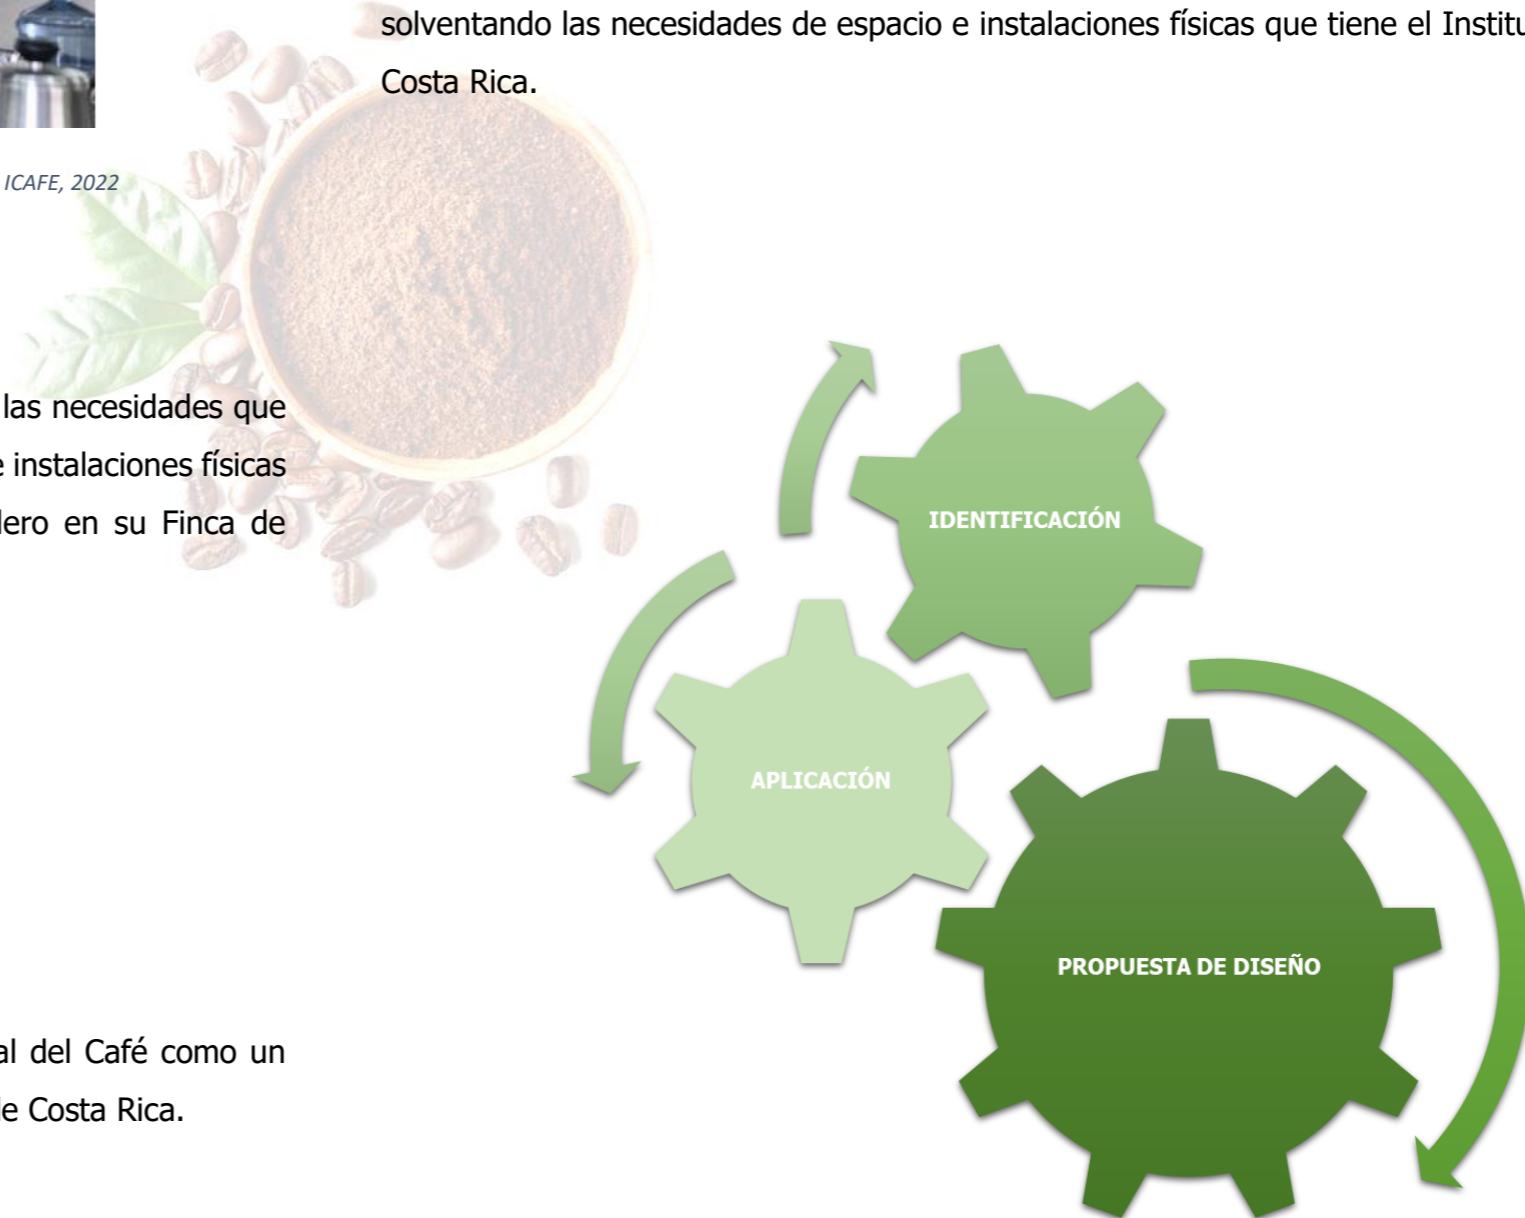 solventando las necesidades de espacio e instalaciones físicas que tiene el Institu
Costa Rica.
ICAFE, 2022
las necesidades que
e instalaciones físicas
lero en su Finca de
IDENTIFICACIÓN
APLICACIÓN
PROPUESTA DE DISEÑO
al del Café como un
de Costa Rica.